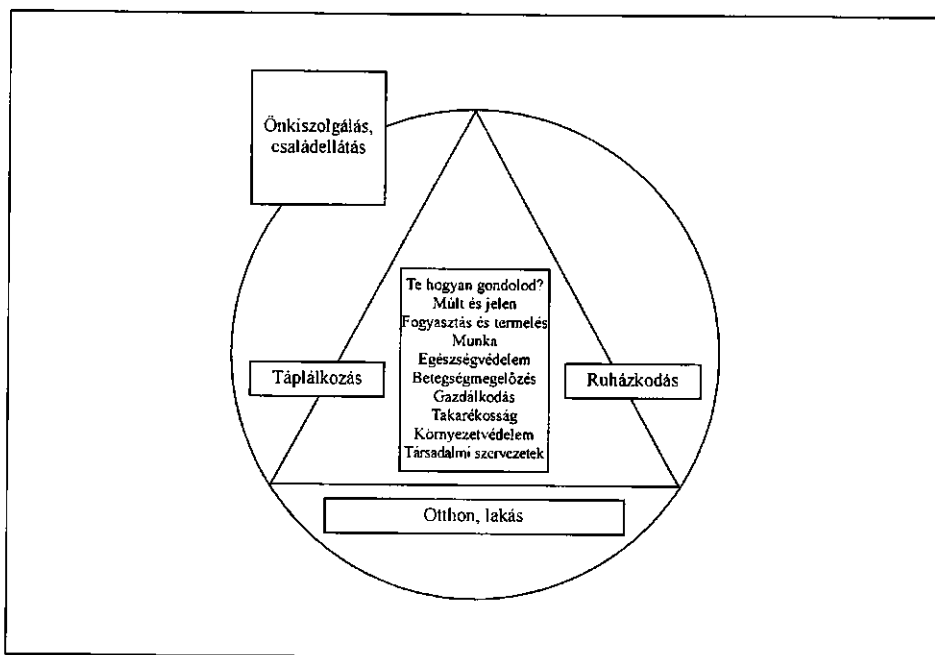 Önkiszolgálás,
családellátás
Te hogyan gondolod?
Múlt és jelen
Fogyasztás és termelés
Munka
Egészségvédelem
Betegségmegelőzés
Gazdálkodás
Takarékosság
Környezetvédelem
Társadalmi szervezetek
Táplálkozás
Ruházkodás
Otthon, lakás